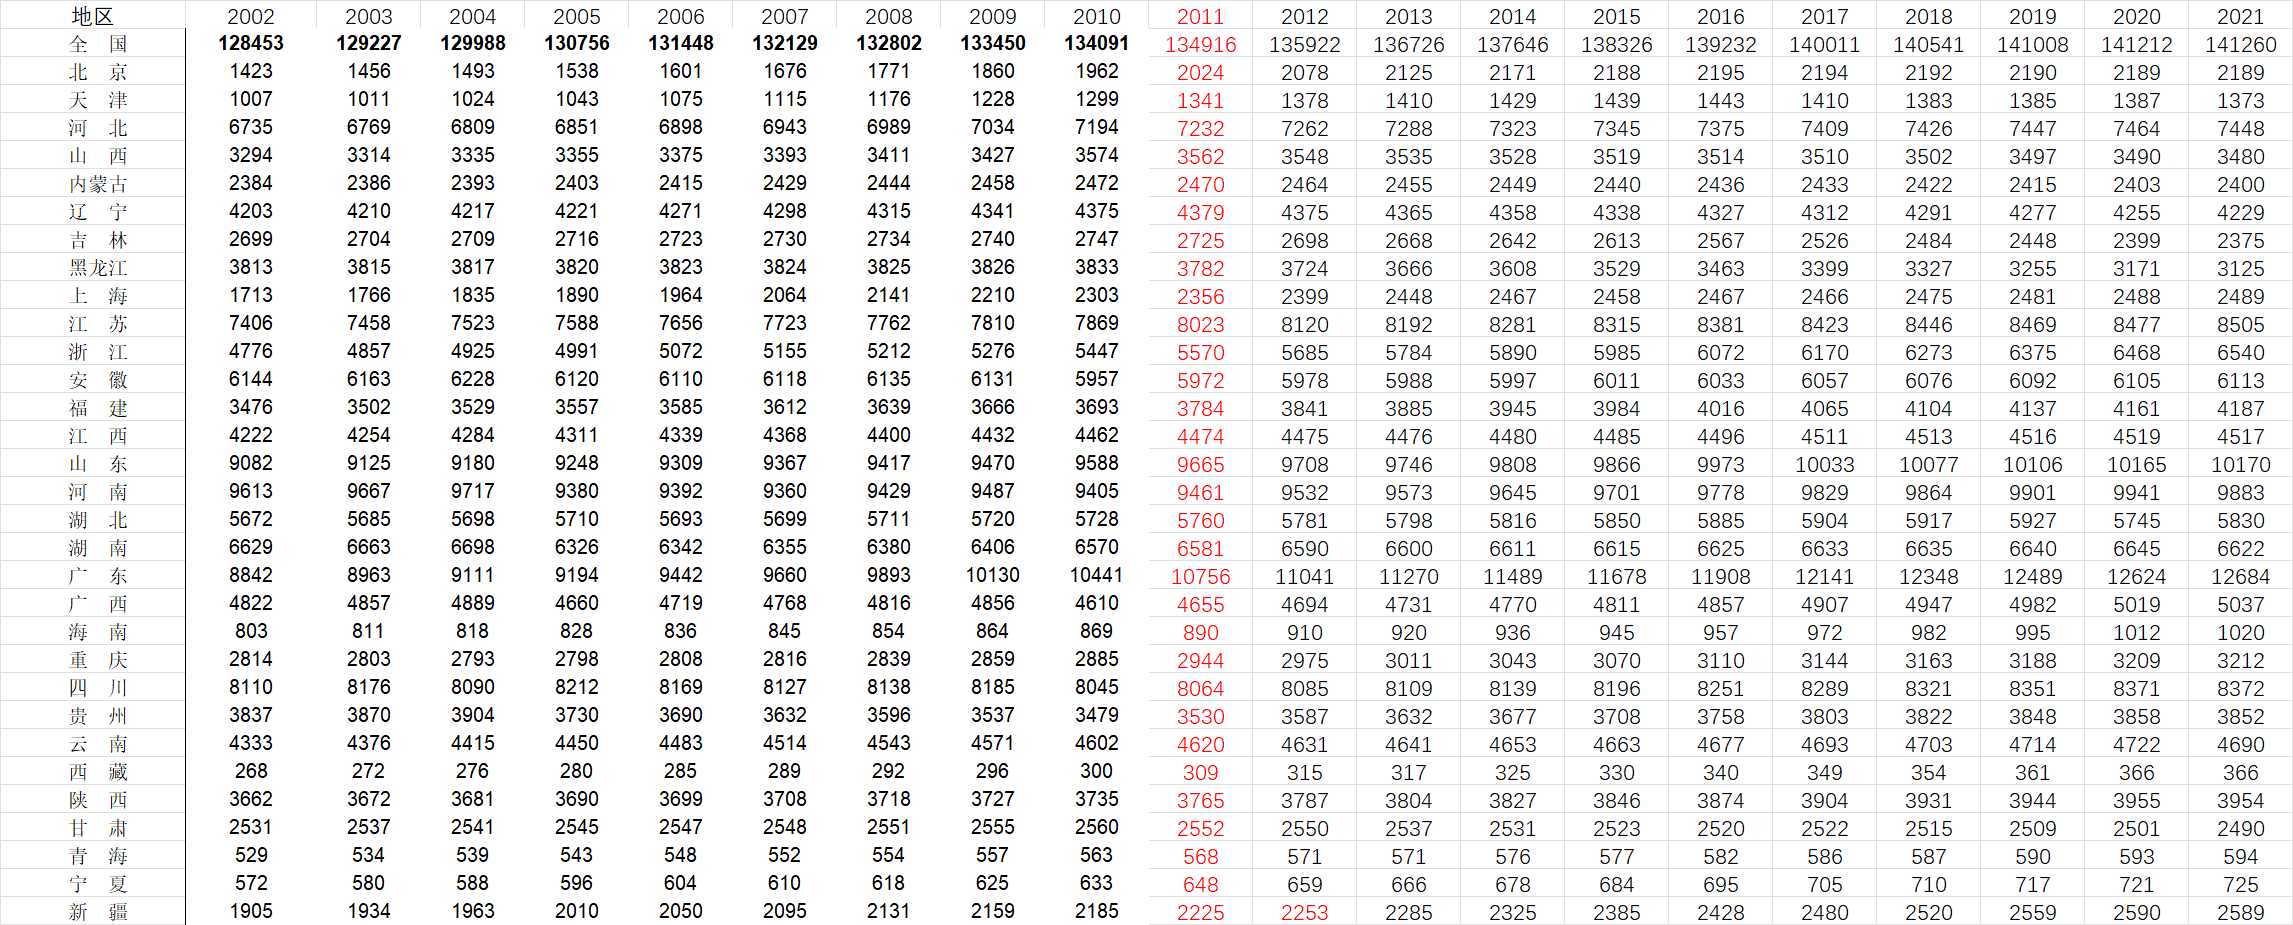 地区 2002 2003 2004 2005 2006 2007 2008 2009 2010 2011 2012 2013 2014 2015 2016 2017 2018 2019 2020 2021
全 国 128453 129227 129988 130756 131448 132129 132802 133450 134091 134916 135922 136726 137646 138326 139232 140011 140541 141008 141212 141260
北 京 1423 1456 1493 1538 1601 1676 1771 1860 1962 2024 2078 2125 2171 2188 2195 2194 2192 2190 2189 2189
天 津 1007 1011 1024 1043 1075 1115 1176 1228 1299 1341 1378 1410 1429 1439 1443 1410 1383 1385 1387 1373
河 北 6735 6769 6809 6851 6898 6943 6989 7034 7194 7232 7262 7288 7323 7345 7375 7409 7426 7447 7464 7448
山 西 3294 3314 3335 3355 3375 3393 3411 3427 3574 3562 3548 3535 3528 3519 3514 3510 3502 3497 3490 3480
内蒙古 2384 2386 2393 2403 2415 2429 2444 2458 2472 2470 2464 2455 2449 2440 2436 2433 2422 2415 2403 2400
辽 宁 4203 4210 4217 4221 4271 4298 4315 4341 4375 4379 4375 4365 4358 4338 4327 4312 4291 4277 4255 4229
吉 林 2699 2704 2709 2716 2723 2730 2734 2740 2747 2725 2698 2668 2642 2613 2567 2526 2484 2448 2399 2375
黑龙江 3813 3815 3817 3820 3823 3824 3825 3826 3833 3782 3724 3666 3608 3529 3463 3399 3327 3255 3171 3125
上 海 1713 1766 1835 1890 1964 2064 2141 2210 2303 2356 2399 2448 2467 2458 2467 2466 2475 2481 2488 2489
江 苏 7406 7458 7523 7588 7656 7723 7762 7810 7869 8023 8120 8192 8281 8315 8381 8423 8446 8469 8477 8505
浙 江 4776 4857 4925 4991 5072 5155 5212 5276 5447 5570 5685 5784 5890 5985 6072 6170 6273 6375 6468 6540
安 徽 6144 6163 6228 6120 6110 6118 6135 6131 5957 5972 5978 5988 5997 6011 6033 6057 6076 6092 6105 6113
福 建 3476 3502 3529 3557 3585 3612 3639 3666 3693 3784 3841 3885 3945 3984 4016 4065 4104 4137 4161 4187
江 西 4222 4254 4284 4311 4339 4368 4400 4432 4462 4474 4475 4476 4480 4485 4496 4511 4513 4516 4519 4517
山 东 9082 9125 9180 9248 9309 9367 9417 9470 9588 9665 9708 9746 9808 9866 9973 10033 10077 10106 10165 10170
河 南 9613 9667 9717 9380 9392 9360 9429 9487 9405 9461 9532 9573 9645 9701 9778 9829 9864 9901 9941 9883
湖 北 5672 5685 5698 5710 5693 5699 5711 5720 5728 5760 5781 5798 5816 5850 5885 5904 5917 5927 5745 5830
湖 南 6629 6663 6698 6326 6342 6355 6380 6406 6570 6581 6590 6600 6611 6615 6625 6633 6635 6640 6645 6622
广 东 8842 8963 9111 9194 9442 9660 9893 10130 10441 10756 11041 11270 11489 11678 11908 12141 12348 12489 12624 12684
广 西 4822 4857 4889 4660 4719 4768 4816 4856 4610 4655 4694 4731 4770 4811 4857 4907 4947 4982 5019 5037
海 南 803 811 818 828 836 845 854 864 869 890 910 920 936 945 957 972 982 995 1012 1020
重 庆 2814 2803 2793 2798 2808 2816 2839 2859 2885 2944 2975 3011 3043 3070 3110 3144 3163 3188 3209 3212
四 川 8110 8176 8090 8212 8169 8127 8138 8185 8045 8064 8085 8109 8139 8196 8251 8289 8321 8351 8371 8372
贵 州 3837 3870 3904 3730 3690 3632 3596 3537 3479 3530 3587 3632 3677 3708 3758 3803 3822 3848 3858 3852
云 南 4333 4376 4415 4450 4483 4514 4543 4571 4602 4620 4631 4641 4653 4663 4677 4693 4703 4714 4722 4690
西 藏 268 272 276 280 285 289 292 296 300 309 315 317 325 330 340 349 354 361 366 366
陕 西 3662 3672 3681 3690 3699 3708 3718 3727 3735 3765 3787 3804 3827 3846 3874 3904 3931 3944 3955 3954
甘 肃 2531 2537 2541 2545 2547 2548 2551 2555 2560 2552 2550 2537 2531 2523 2520 2522 2515 2509 2501 2490
青 海 529 534 539 543 548 552 554 557 563 568 571 571 576 577 582 586 587 590 593 594
宁 夏 572 580 588 596 604 610 618 625 633 648 659 666 678 684 695 705 710 717 721 725
新 疆 1905 1934 1963 2010 2050 2095 2131 2159 2185 2225 2253 2285 2325 2385 2428 2480 2520 2559 2590 2589